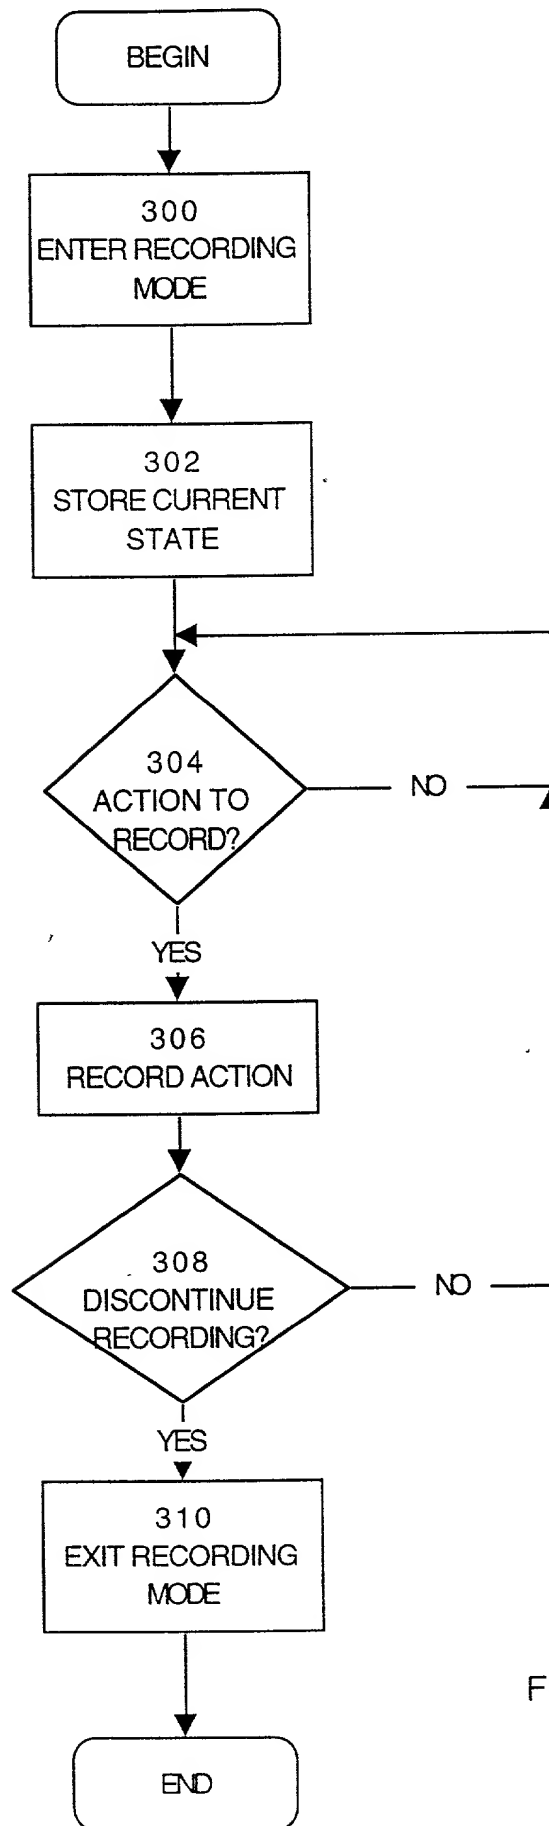 BEGIN
300
ENTER RECORDING
MODE
302
STORE CURRENT
STATE
304
ACTION TO
RECORD?
NO
YES
306
RECORD ACTION
308
DISCONTINUE
RECORDING?
NO
YES
310
EXIT RECORDING
MODE
F
END